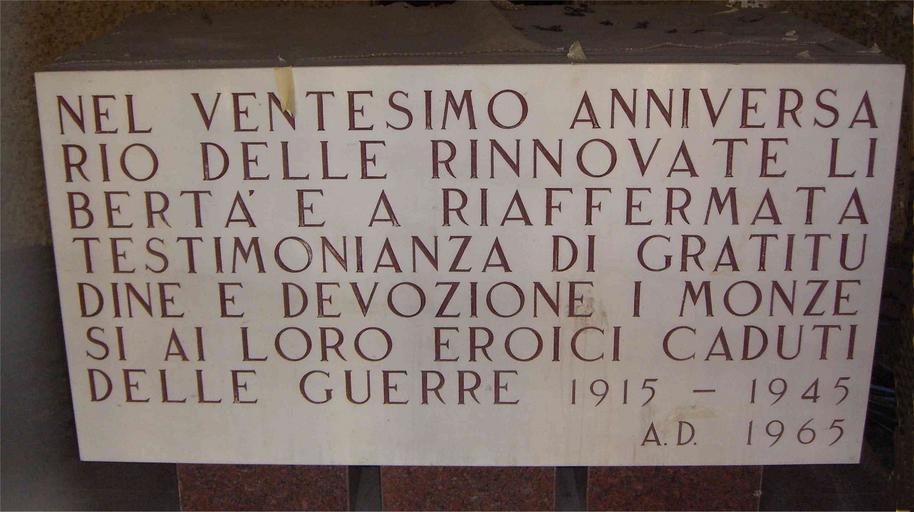 NEL VENTESIMO ANNIVERSA
RIO DELLE RINNOVATE LI
BERTA' E A RIAFFERMATA
TESTIMONIANZA DI GRATITU
DINE E DEVOZIONE I MONZE
SI AI LORO EROICI CADUTI
DELLE GUERRE 1915 - 1945
A.D. 1965